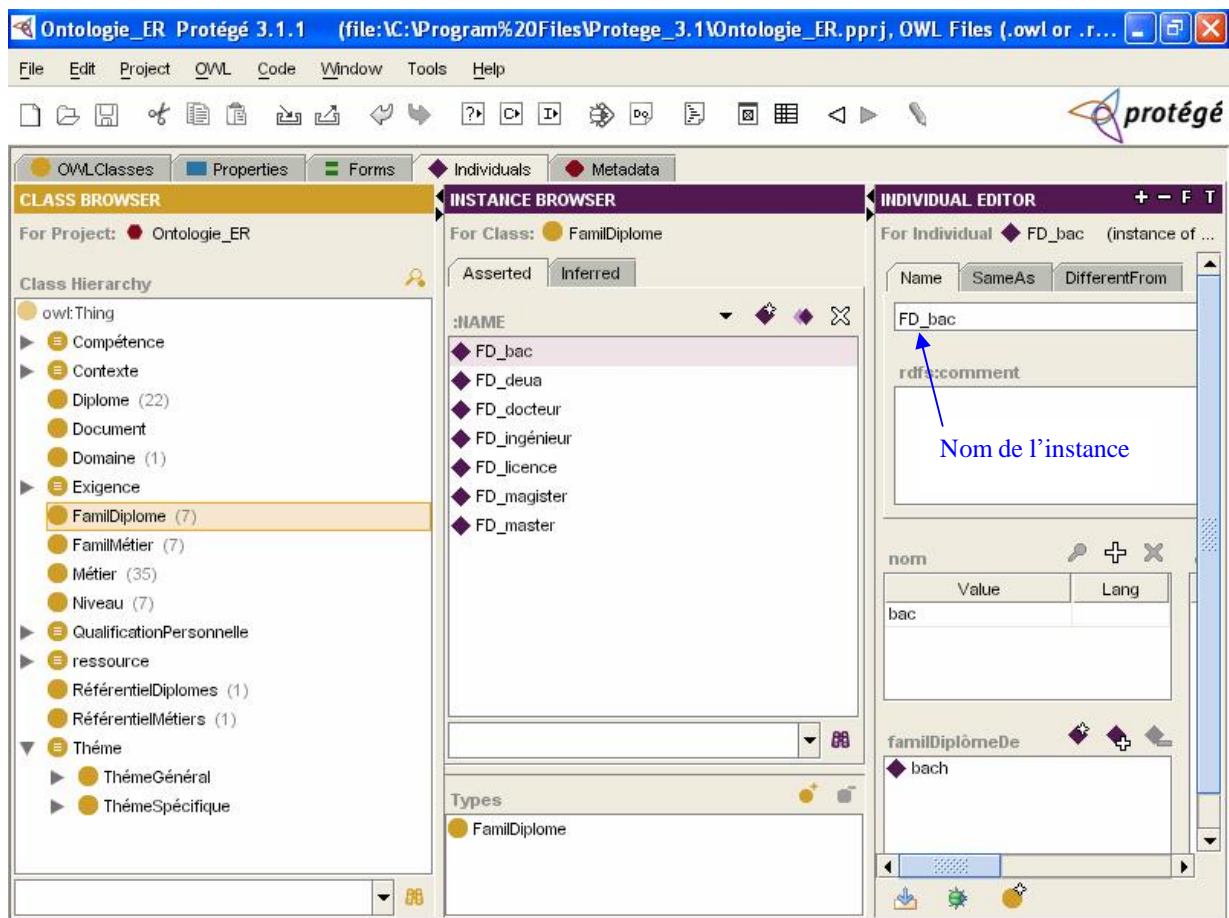 Ontologie_ER Protégé 3.1.1 (file:\C:\Program%20Files\Protege_3.1\Ontologie_ER.pprj, OWL Files (.owl or .r...
File Edit Project OWL Code Window Tools Help
protégé
OWLClasses Properties Forms Individuals Metadata
CLASS BROWSER
For Project: Ontologie_ER
Class Hierarchy
owl:Thing
Compétence
Contexte
Diplome (22)
Document
Domaine (1)
Exigence
FamilDiplome (7)
FamilMétier (7)
Métier (35)
Niveau (7)
QualificationPersonnelle
ressource
RéférentielDiplomes (1)
RéférentielMétiers (1)
Théme
ThémeGénéral
ThémeSpécifique
INSTANCE BROWSER
For Class: FamilDiplome
Asserted Inferred
:NAME
FD_bac
FD_deua
FD_docteur
FD_ingénieur
FD_licence
FD_magister
FD_master
Types
FamilDiplome
INDIVIDUAL EDITOR + - F T
For Individual FD_bac (instance of ...
Name SameAs DifferentFrom
FD_bac
rdfs:comment
Nom de l’instance
nom
Value Lang
bac
familDiplômeDe
bach